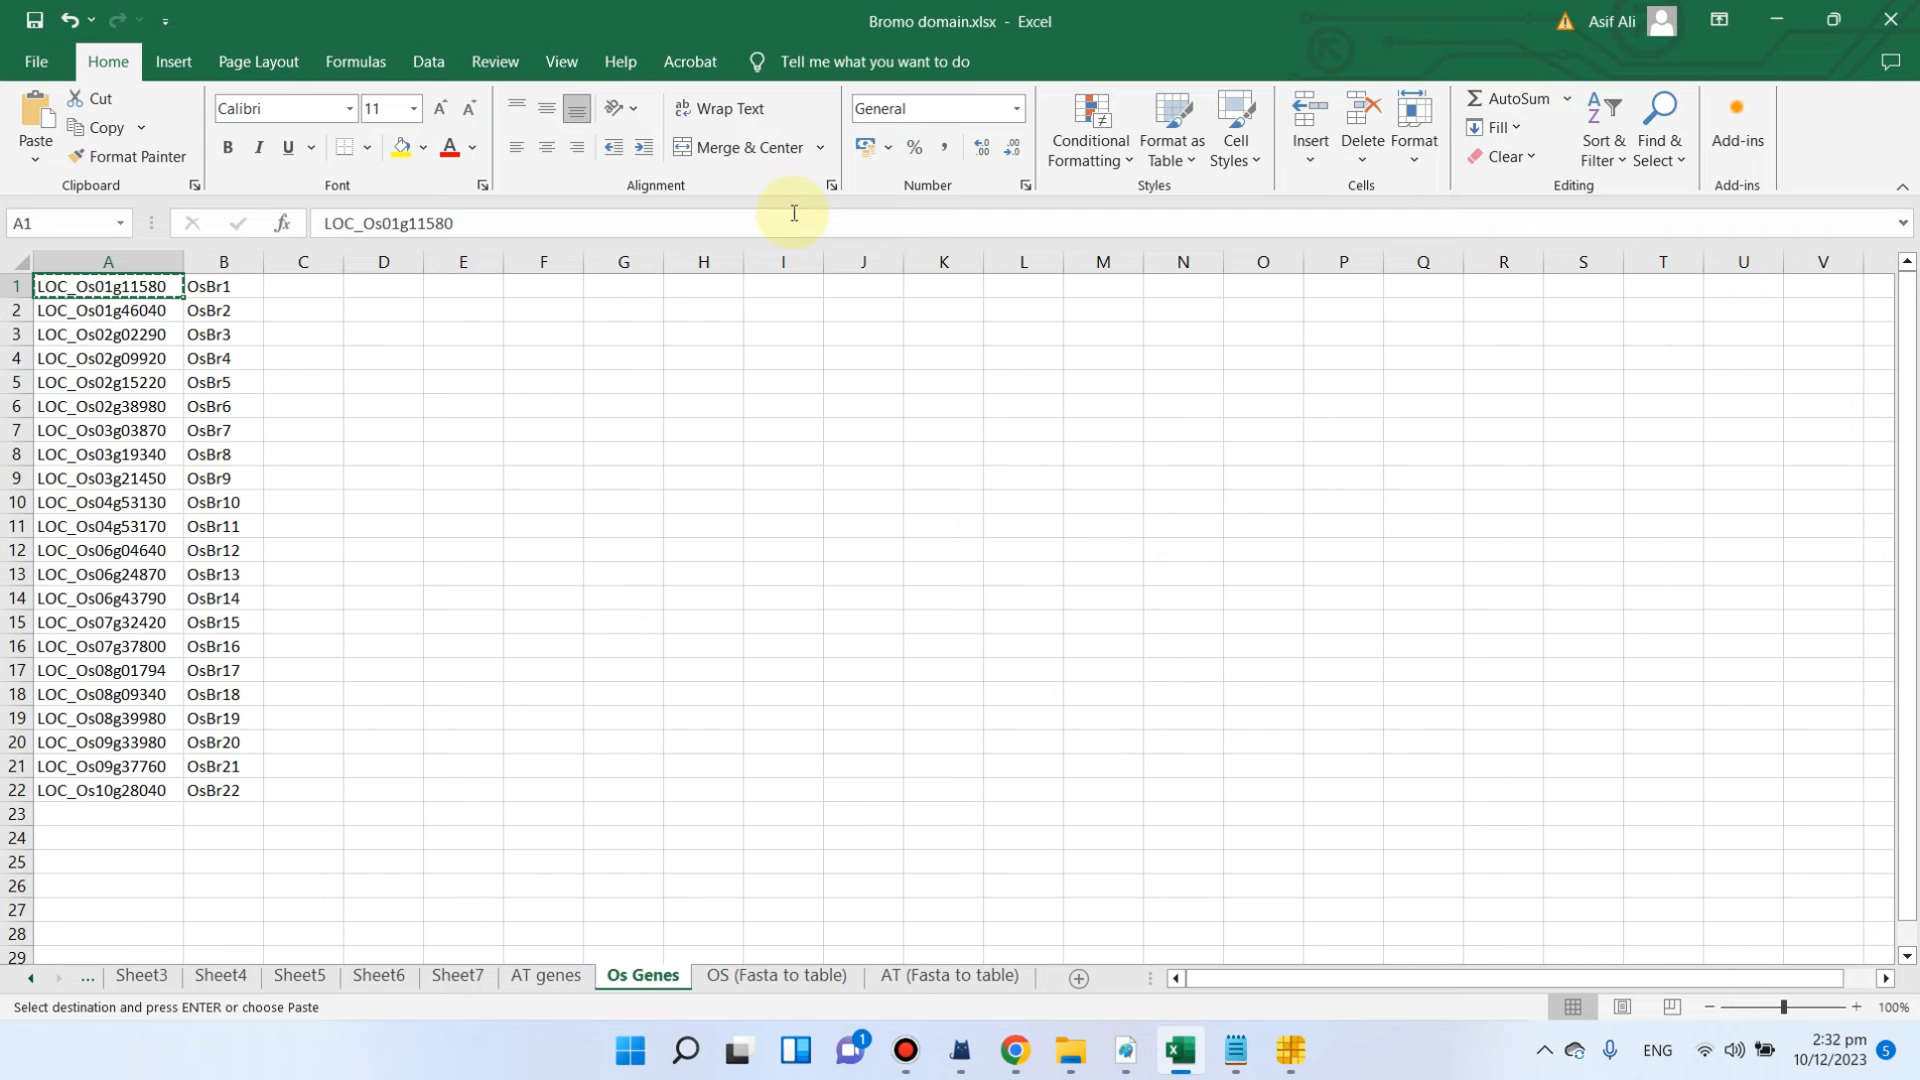 Bromo domain.xlsx - Excel
Asif Ali
File Home Insert Page Layout Formulas Data Review View Help Acrobat Tell me what you want to do
Paste
Cut
Copy
Format Painter
Clipboard
Calibri 11
B I U A
Font
Wrap Text
Merge & Center
Alignment
General
%
Number
Conditional Formatting
Format as Table
Cell Styles
Styles
Insert
Delete
Format
Cells
AutoSum
Fill
Clear
Sort & Filter
Find & Select
Editing
Add-ins
Add-ins
A1 fx LOC_Os01g11580
A B C D E F G H I J K L M N O P Q R S T U V
1 LOC_Os01g11580 OsBr1
2 LOC_Os01g46040 OsBr2
3 LOC_Os02g02290 OsBr3
4 LOC_Os02g09920 OsBr4
5 LOC_Os02g15220 OsBr5
6 LOC_Os02g38980 OsBr6
7 LOC_Os03g03870 OsBr7
8 LOC_Os03g19340 OsBr8
9 LOC_Os03g21450 OsBr9
10 LOC_Os04g53130 OsBr10
11 LOC_Os04g53170 OsBr11
12 LOC_Os06g04640 OsBr12
13 LOC_Os06g24870 OsBr13
14 LOC_Os06g43790 OsBr14
15 LOC_Os07g32420 OsBr15
16 LOC_Os07g37800 OsBr16
17 LOC_Os08g01794 OsBr17
18 LOC_Os08g09340 OsBr18
19 LOC_Os08g39980 OsBr19
20 LOC_Os09g33980 OsBr20
21 LOC_Os09g37760 OsBr21
22 LOC_Os10g28040 OsBr22
23
24
25
26
27
28
29
... Sheet3 Sheet4 Sheet5 Sheet6 Sheet7 AT genes Os Genes OS (Fasta to table) AT (Fasta to table)
Select destination and press ENTER or choose Paste
100%
1
ENG
2:32 pm
10/12/2023
5